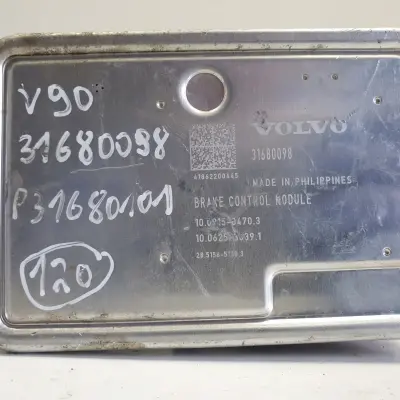 V90
31680098
P31680101
120
VOLVO
31680098
MADE IN PHILIPPINES
BRAKE CONTROL MODULE